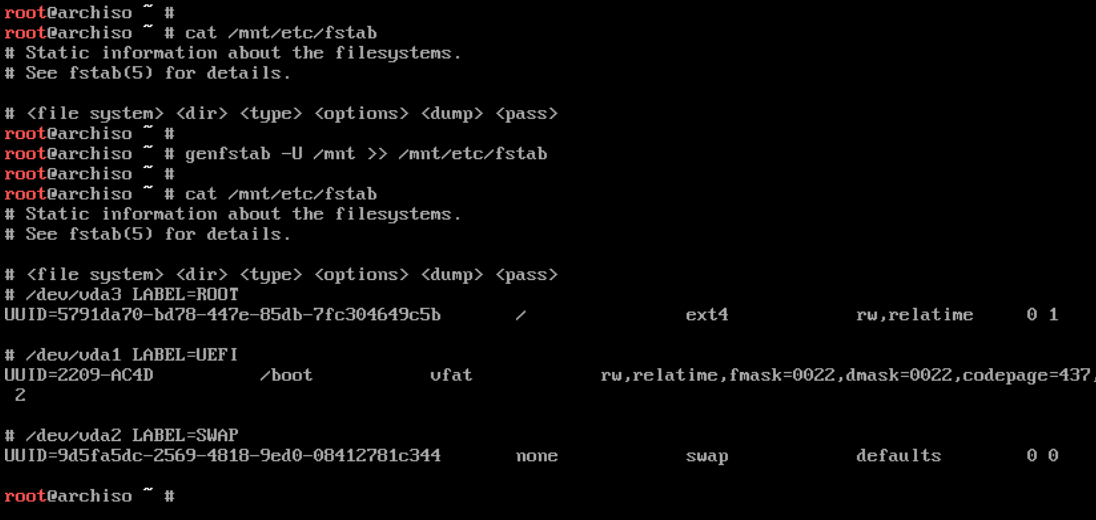 root@archiso ~ #
root@archiso ~ # cat /mnt/etc/fstab
# Static information about the filesystems.
# See fstab(5) for details.

# <file system> <dir> <type> <options> <dump> <pass>
root@archiso ~ #
root@archiso ~ # genfstab -U /mnt >> /mnt/etc/fstab
root@archiso ~ #
root@archiso ~ # cat /mnt/etc/fstab
# Static information about the filesystems.
# See fstab(5) for details.

# <file system> <dir> <type> <options> <dump> <pass>
# /dev/vda3 LABEL=ROOT
UUID=5791da70-bd78-447e-85db-7fc304649c5b       /               ext4            rw,relatime     0 1

# /dev/vda1 LABEL=UEFI
UUID=2209-AC4D          /boot           vfat            rw,relatime,fmask=0022,dmask=0022,codepage=437,
 2

# /dev/vda2 LABEL=SWAP
UUID=9d5fa5dc-2569-4818-9ed0-08412781c344       none            swap            defaults        0 0

root@archiso ~ #